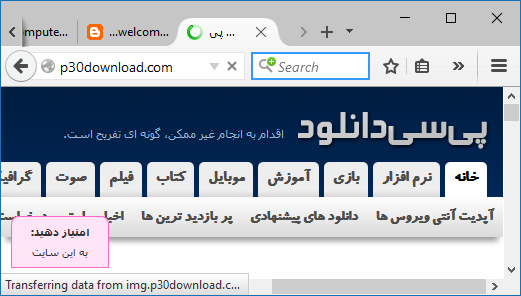 ompute...
...welcom...
... پی
p30download.com
Search
پی‌سی‌دانلود
اقدام به انجام غیر ممکن، گونه ای تفریح است.
خانه نرم افزار بازی آموزش موبایل کتاب فیلم صوت گرافی
آپدیت آنتی ویروس ها دانلود های پیشنهادی پر بازدید ترین ها
امتیاز دهید:
به این سایت
Transferring data from img.p30download.c...